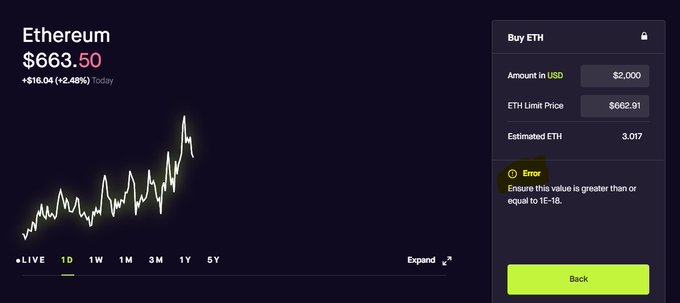 Ethereum
$663.50
+$16.04 (+2.48%) Today
LIVE 1D 1W 1M 3M 1Y 5Y
Expand
Buy ETH
Amount in USD $2,000
ETH Limit Price $662.91
Estimated ETH 3.017
Error
Ensure this value is greater than or
equal to 1E-18.
Back